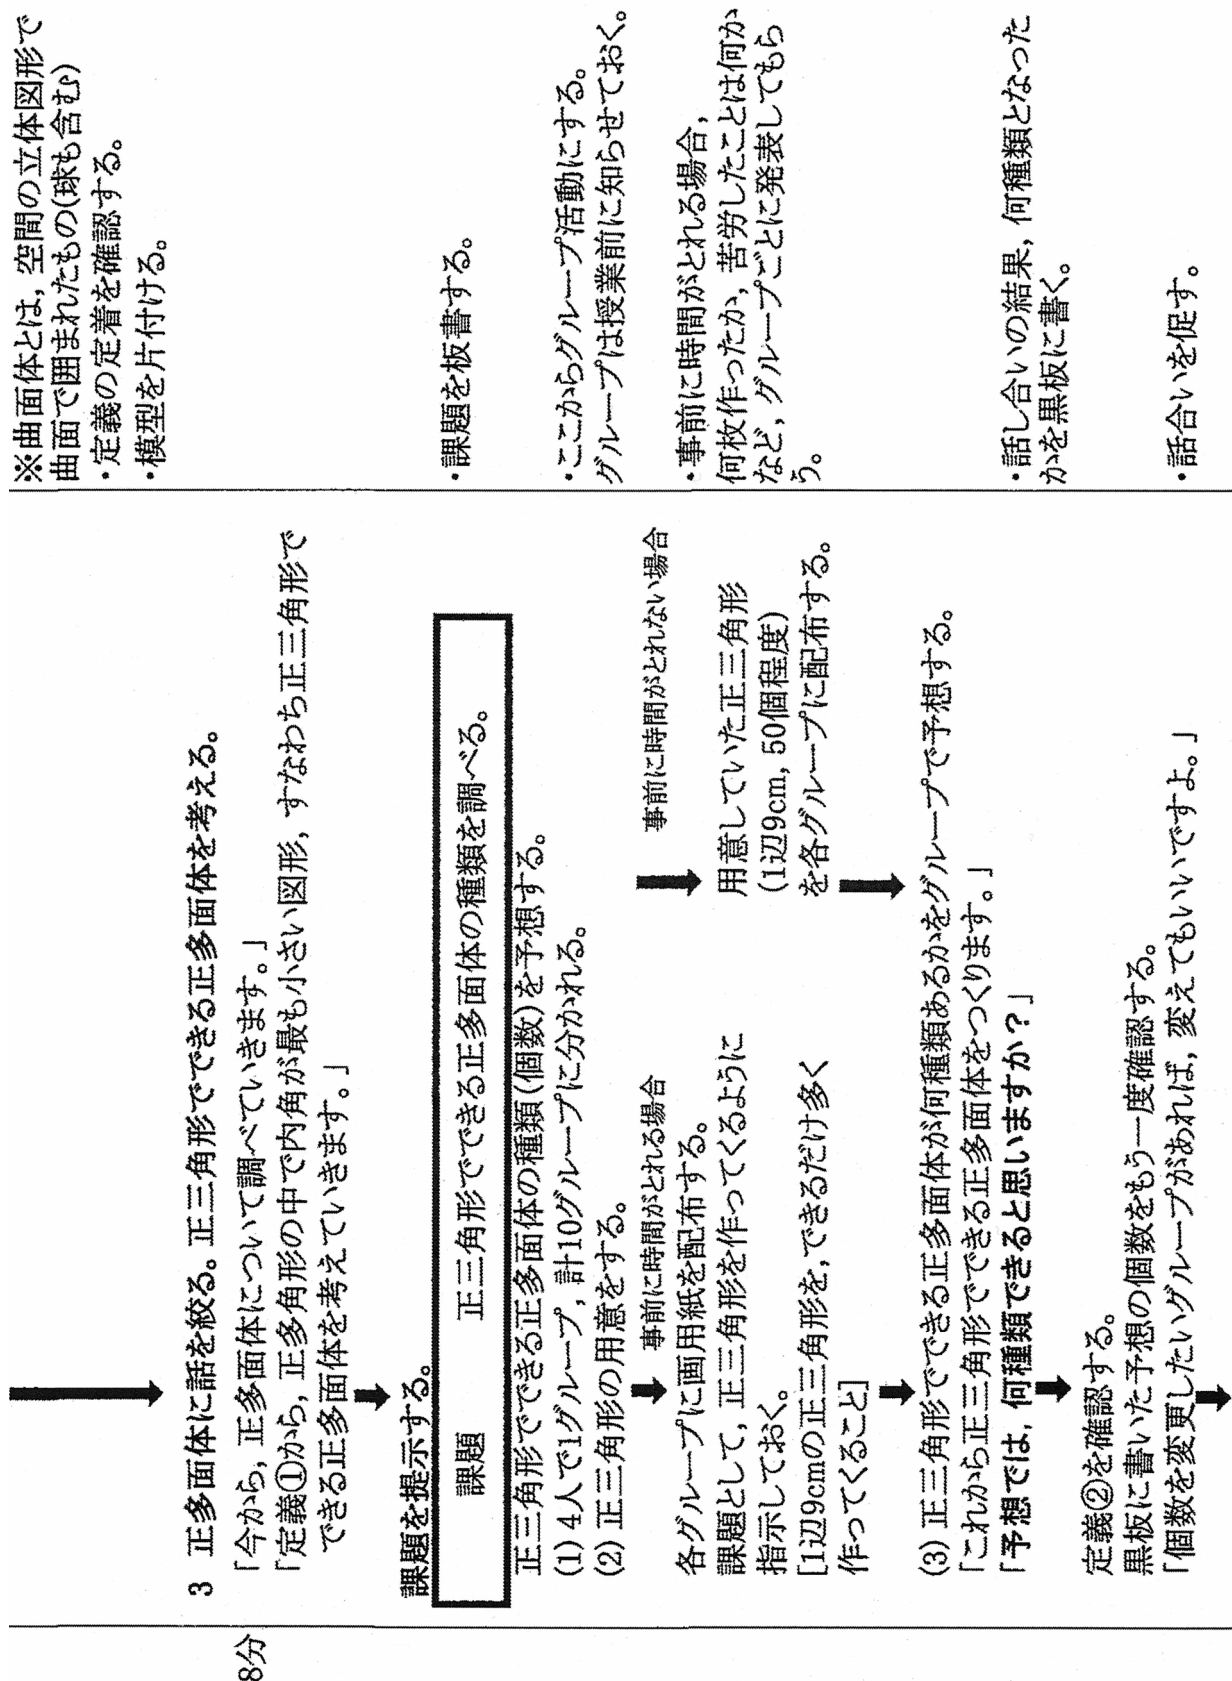 8分
3 正多面体に話を絞る。正三角形でできる正多面体を考える。
「今から,正多面体について調べていきます。」
「定義①から,正多角形の中で内角が最も小さい図形,すなわち正三角形で
できる正多面体を考えていきます。」
課題を提示する。
課題 正三角形でできる正多面体の種類を調べる。
正三角形でできる正多面体の種類(個数)を予想する。
(1) 4人で1グループ,計10グループに分かれる。
(2) 正三角形の用意をする。
事前に時間がとれる場合
各グループに画用紙を配布する。
課題として,正三角形を作ってくるように
指示しておく。
[1辺9cmの正三角形を,できるだけ多く
作ってくること]
事前に時間がとれない場合
用意していた正三角形
(1辺9cm, 50個程度)
を各グループに配布する。
(3) 正三角形でできる正多面体が何種類あるかをグループで予想する。
「これから正三角形でできる正多面体をつくります。」
「予想では,何種類できると思いますか?」
定義②を確認する。
黒板に書いた予想の個数をもう一度確認する。
「個数を変更したいグループがあれば,変えてもいいですよ。」
※曲面体とは,空間の立体図形で
曲面で囲まれたもの(球も含む)
・定義の定着を確認する。
・模型を片付ける。
・課題を板書する。
・ここからグループ活動にする。
グループは授業前に知らせておく。
・事前に時間がとれる場合,
何枚作ったか,苦労したことは何か
など,グループごとに発表してもら
う。
・話し合いの結果,何種類となった
かを黒板に書く。
・話合いを促す。